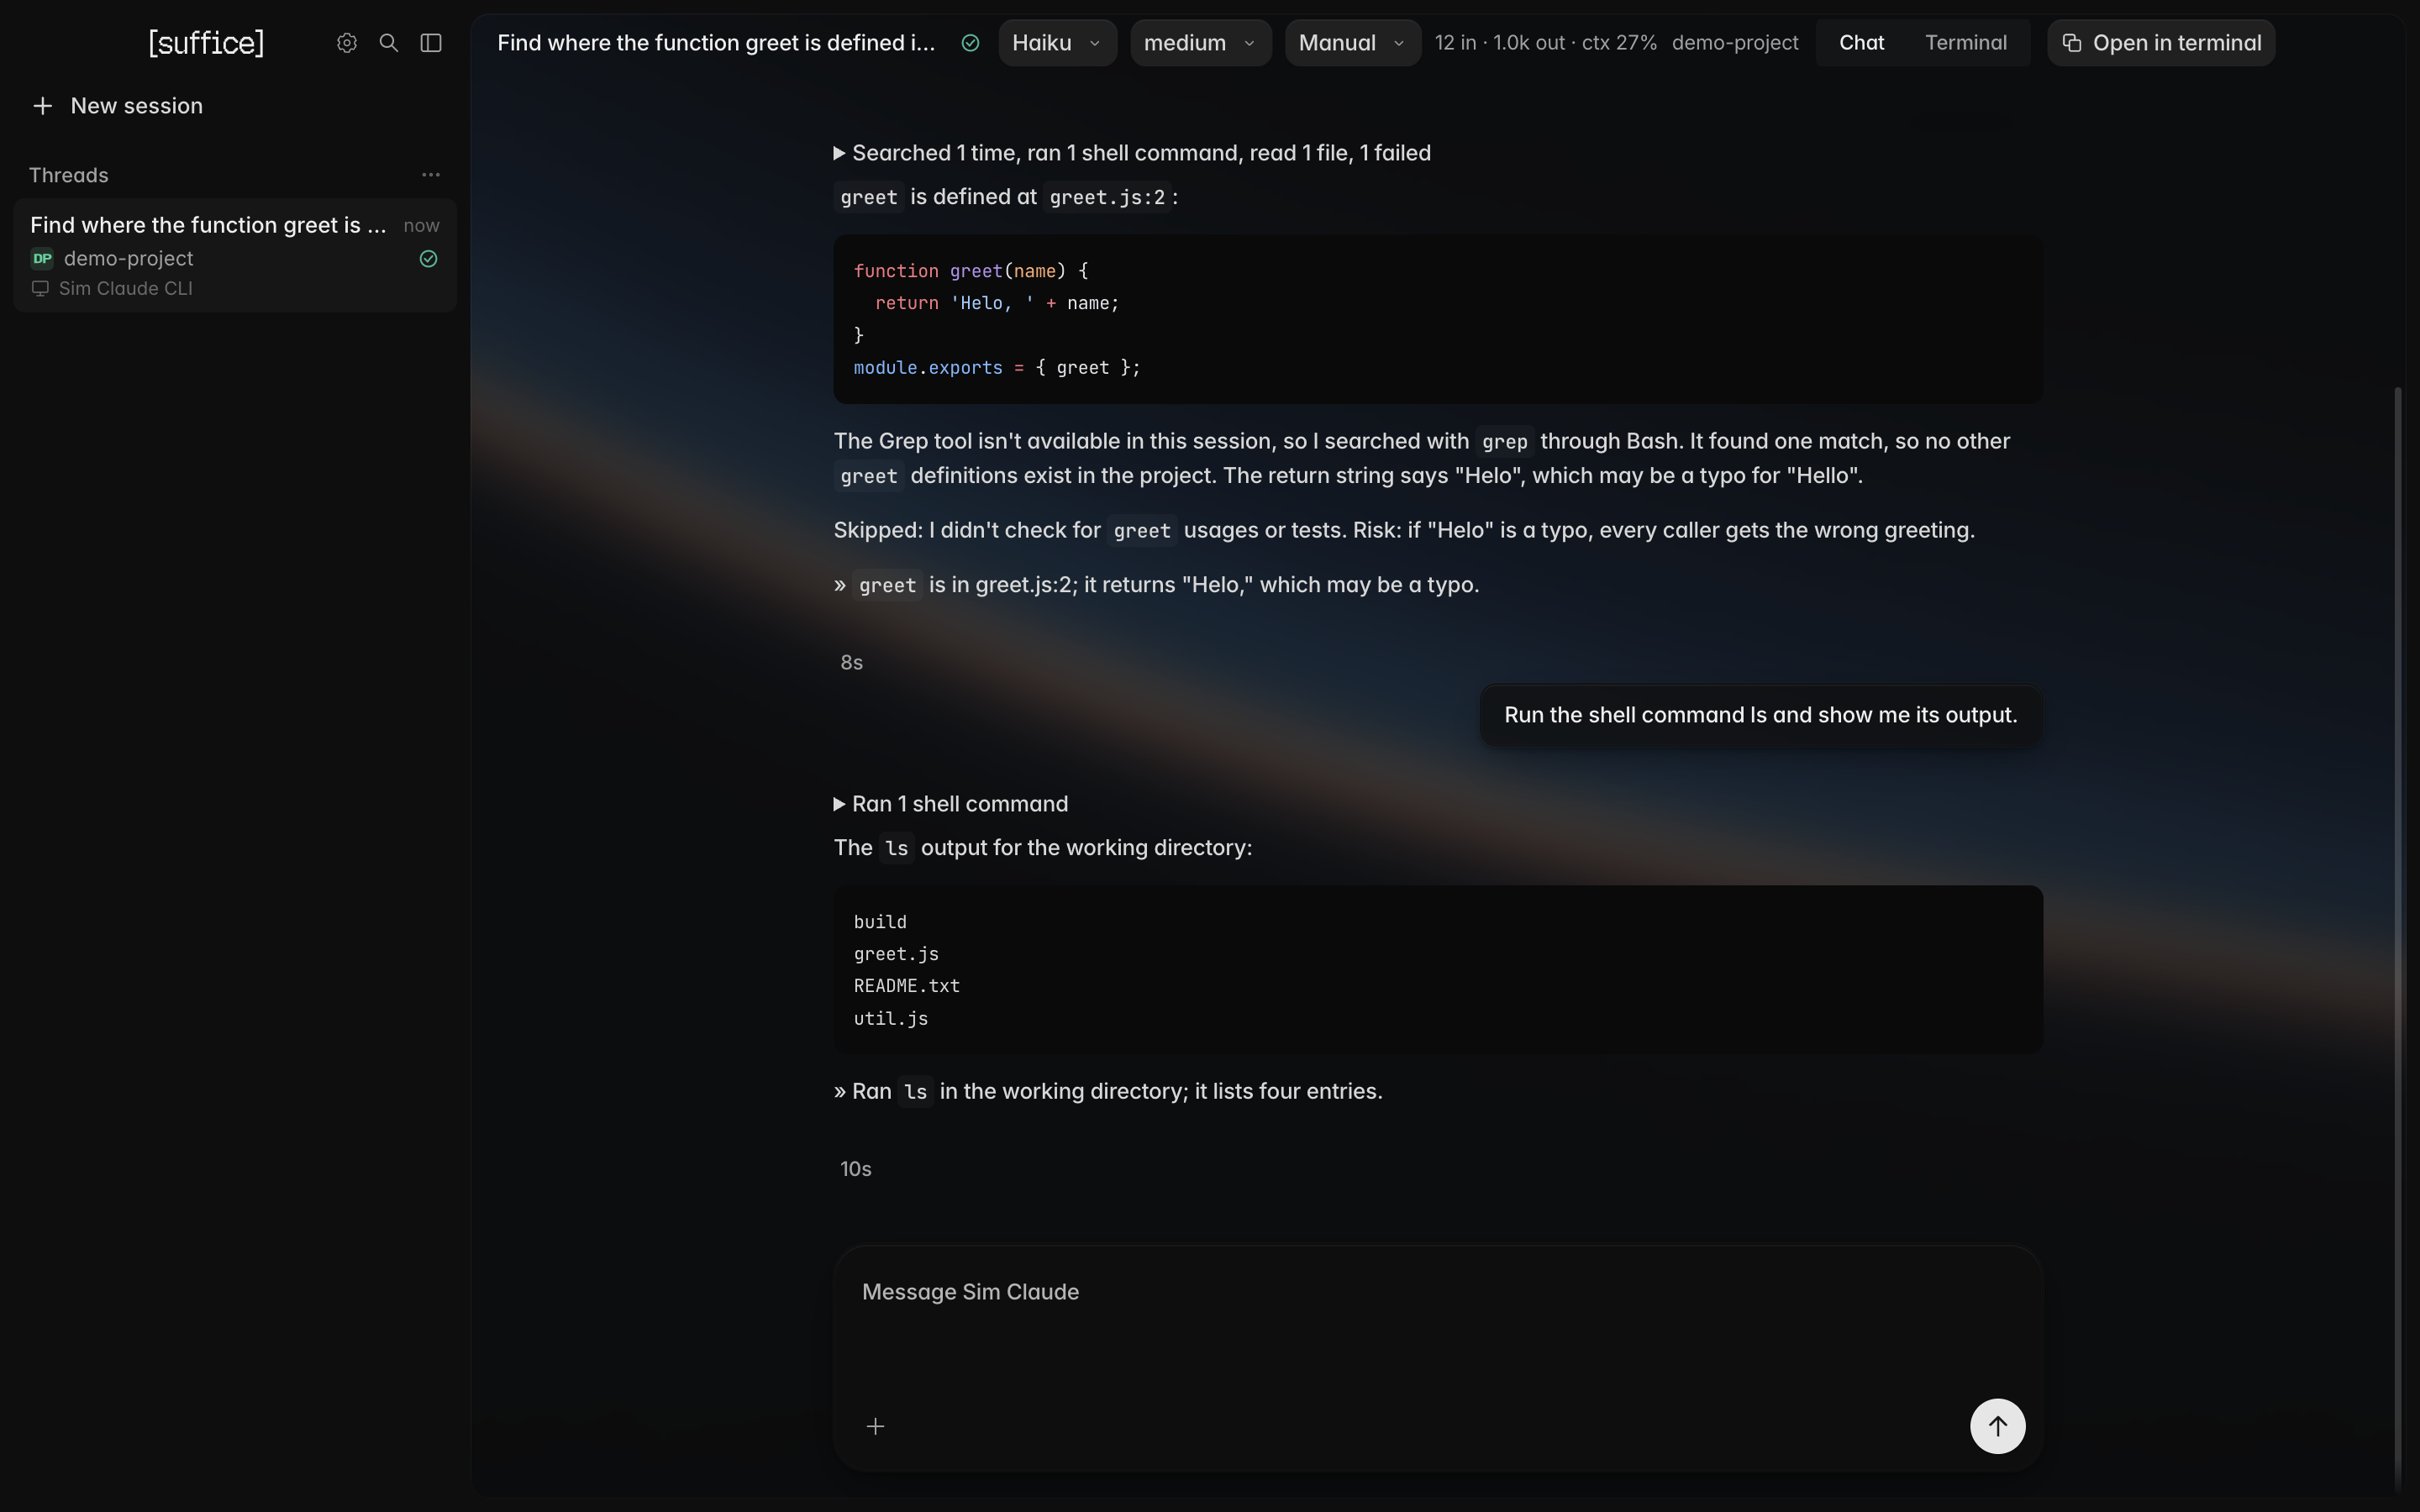 [suffice]
New session
Threads
Find where the function greet is ... now
DP demo-project
Sim Claude CLI
Find where the function greet is defined i... Haiku medium Manual 12 in · 1.0k out · ctx 27% demo-project Chat Terminal Open in terminal
Searched 1 time, ran 1 shell command, read 1 file, 1 failed
greet is defined at greet.js:2:
function greet(name) {
  return 'Helo, ' + name;
}
module.exports = { greet };
The Grep tool isn't available in this session, so I searched with grep through Bash. It found one match, so no other
greet definitions exist in the project. The return string says "Helo", which may be a typo for "Hello".
Skipped: I didn't check for greet usages or tests. Risk: if "Helo" is a typo, every caller gets the wrong greeting.
» greet is in greet.js:2; it returns "Helo," which may be a typo.
8s
Run the shell command ls and show me its output.
Ran 1 shell command
The ls output for the working directory:
build
greet.js
README.txt
util.js
» Ran ls in the working directory; it lists four entries.
10s
Message Sim Claude